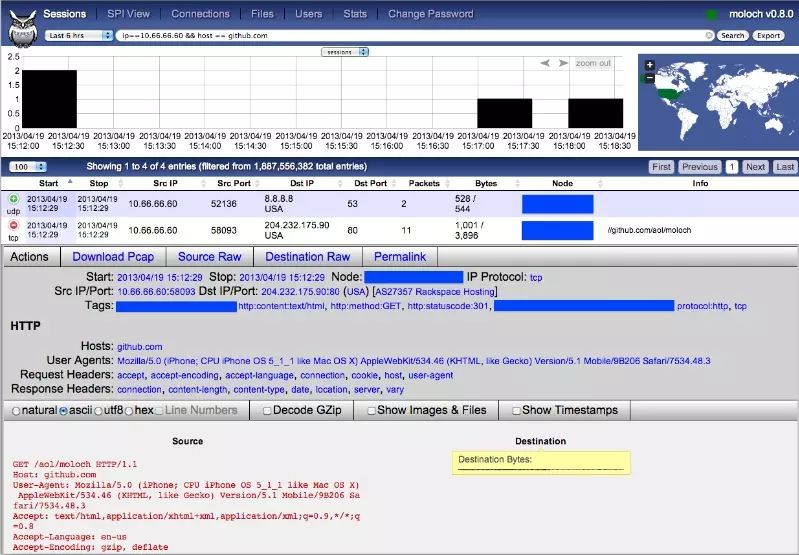 Sessions SPI View Connections Files Users Stats Change Password moloch v0.8.0
Last 6 hrs ip==10.66.66.60 && host == github.com Search Export
sessions
zoom out
2.5
2
1.5
1
0.5
0
2013/04/19 2013/04/19 2013/04/19 2013/04/19 2013/04/19 2013/04/19 2013/04/19 2013/04/19 2013/04/19 2013/04/19 2013/04/19 2013/04/19 2013/04/19 2013/04/19
15:12:00 15:12:30 15:13:00 15:13:30 15:14:00 15:14:30 15:15:00 15:15:30 15:16:00 15:16:30 15:17:00 15:17:30 15:18:00 15:18:30
100 Showing 1 to 4 of 4 entries (filtered from 1,887,556,382 total entries) First Previous 1 Next Last
Start Stop Src IP Src Port Dst IP Dst Port Packets Bytes Node Info
udp 2013/04/19 15:12:29 2013/04/19 15:12:29 10.66.66.60 52136 8.8.8.8 USA 53 2 528 / 544
tcp 2013/04/19 15:12:29 2013/04/19 15:12:29 10.66.66.60 58093 204.232.175.90 USA 80 11 1,001 / 3,896 //github.com/aol/moloch
Actions Download Pcap Source Raw Destination Raw Permalink
Start: 2013/04/19 15:12:29 Stop: 2013/04/19 15:12:29 Node: IP Protocol: tcp
Src IP/Port: 10.66.66.60:58093 Dst IP/Port: 204.232.175.90:80 (USA) [AS27357 Rackspace Hosting]
Tags: http:content:text/html, http:method:GET, http:statuscode:301, protocol:http, tcp
HTTP
Hosts: github.com
User Agents: Mozilla/5.0 (iPhone; CPU iPhone OS 5_1_1 like Mac OS X) AppleWebKit/534.46 (KHTML, like Gecko) Version/5.1 Mobile/9B206 Safari/7534.48.3
Request Headers: accept, accept-encoding, accept-language, connection, cookie, host, user-agent
Response Headers: connection, content-length, content-type, date, location, server, vary
natural ascii utf8 hex Line Numbers Decode GZip Show Images & Files Show Timestamps
Source Destination
Destination Bytes:
GET /aol/moloch HTTP/1.1
Host: github.com
User-Agent: Mozilla/5.0 (iPhone; CPU iPhone OS 5_1_1 like Mac OS X)
AppleWebKit/534.46 (KHTML, like Gecko) Version/5.1 Mobile/9B206 Sa
fari/7534.48.3
Accept: text/html,application/xhtml+xml,application/xml;q=0.9,*/*;q
=0.8
Accept-Language: en-us
Accept-Encoding: gzip, deflate